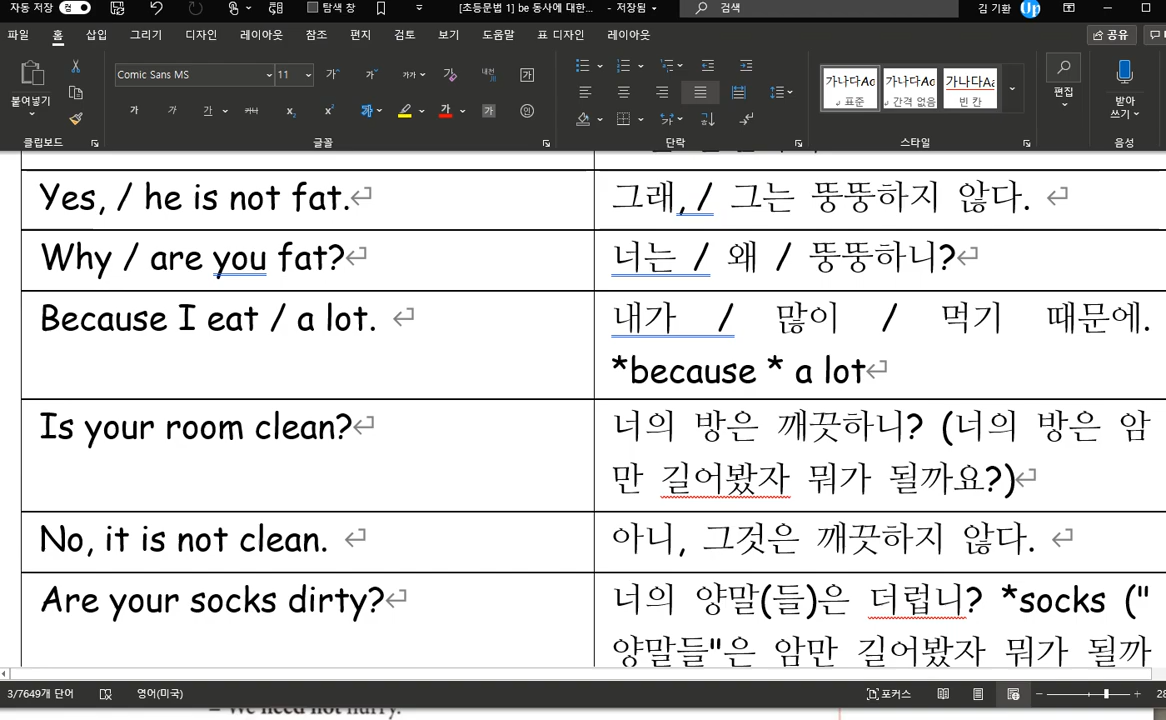 자동 저장
탐색 창
[초등문법 1] be 동사에 대한... - 저장됨
검색
김 기환
파일 홈 삽입 그리기 디자인 레이아웃 참조 편지 검토 보기 도움말 표 디자인 레이아웃
공유
붙여넣기
Comic Sans MS 11
가나다AaC 가나다AaC 가나다Aa
표준 간격 없음 빈 칸
편집
받아
쓰기
클립보드 글꼴 단락 스타일 음성
Yes, / he is not fat. 그래, / 그는 뚱뚱하지 않다.
Why / are you fat? 너는 / 왜 / 뚱뚱하니?
Because I eat / a lot. 내가 / 많이 / 먹기 때문에.
*because * a lot
Is your room clean? 너의 방은 깨끗하니? (너의 방은 암
만 길어봤자 뭐가 될까요?)
No, it is not clean. 아니, 그것은 깨끗하지 않다.
Are your socks dirty? 너의 양말(들)은 더럽니? *socks ("
양말들"은 암만 길어봤자 뭐가 될까
3/7649개 단어 영어(미국)
포커스
= We need not hurry.